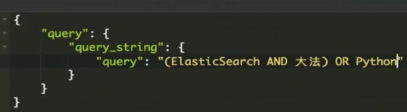 {
"query": {
"query_string": {
"query": "(ElasticSearch AND 大法) OR Python"
}
}
}